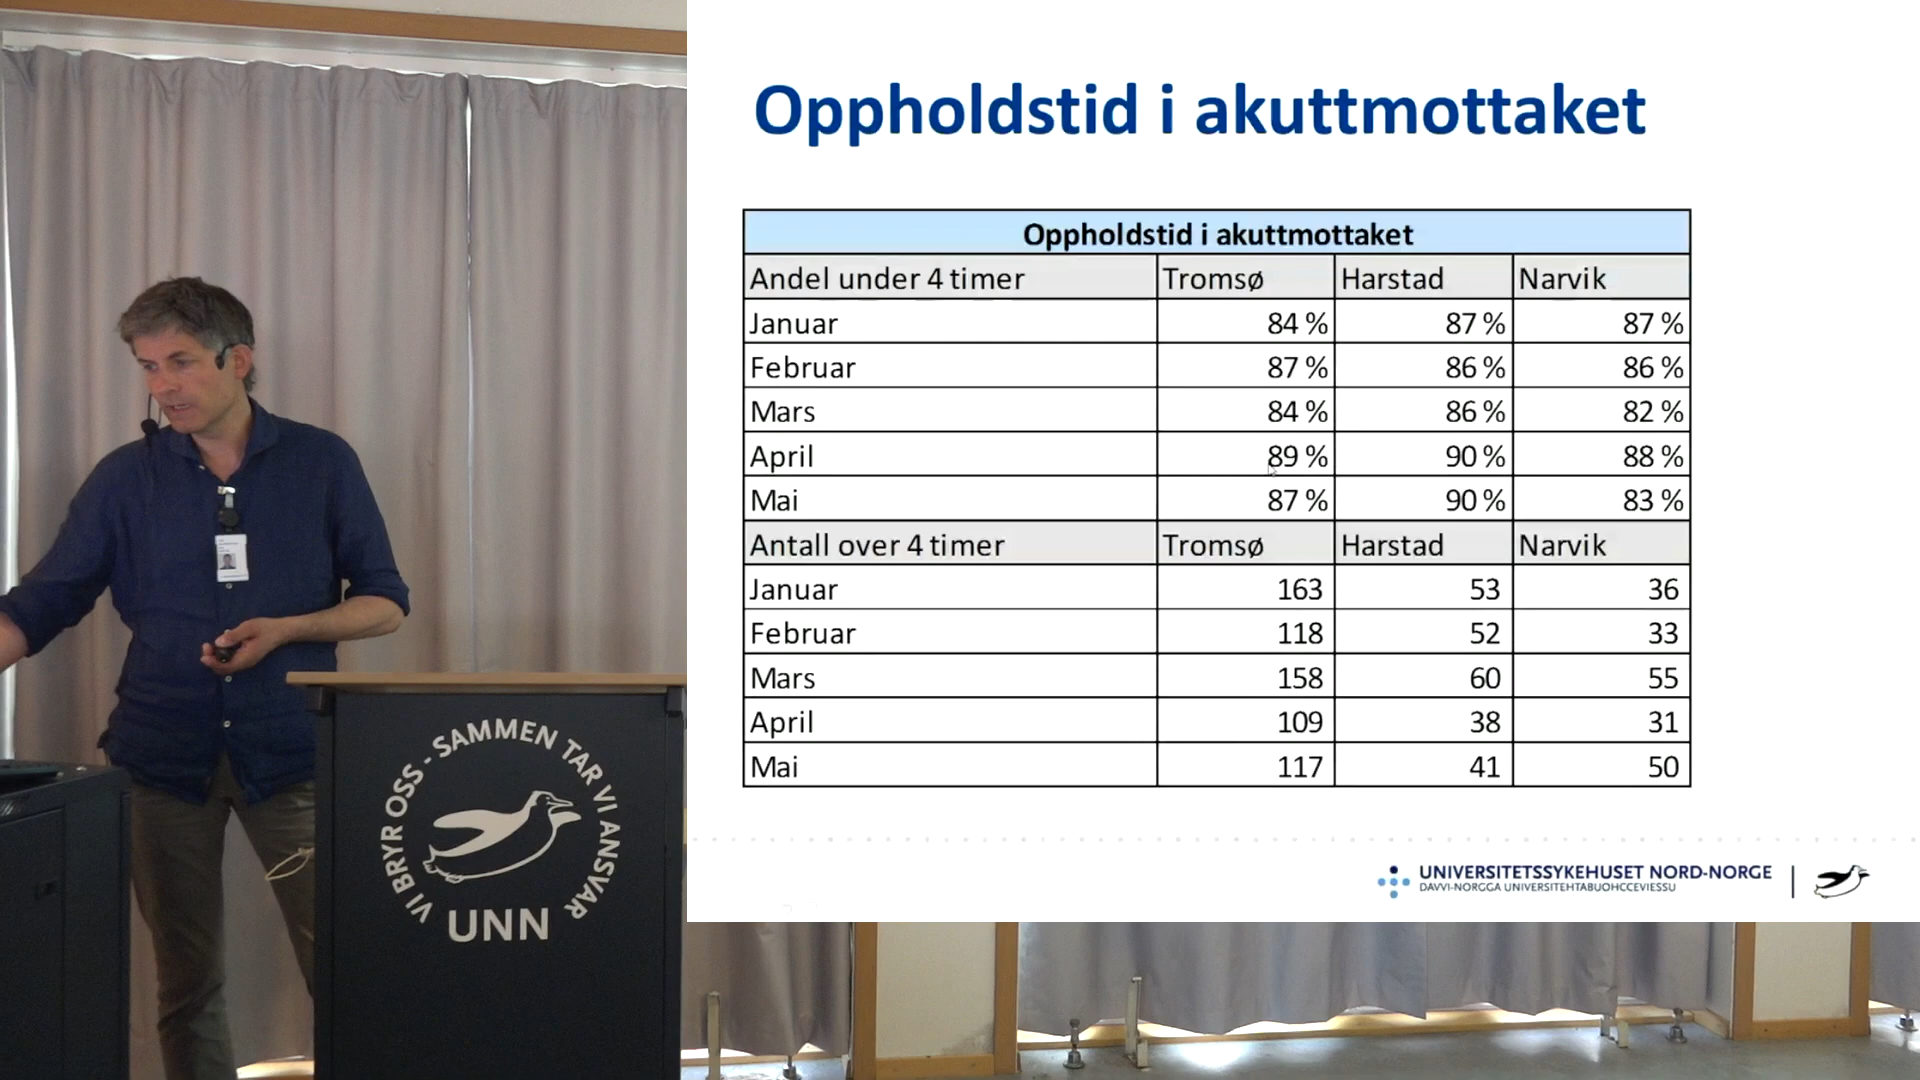 Oppholdstid i akuttmottaket
Oppholdstid i akuttmottaket
Andel under 4 timer Tromsø Harstad Narvik
Januar 84 % 87 % 87 %
Februar 87 % 86 % 86 %
Mars 84 % 86 % 82 %
April 89 % 90 % 88 %
Mai 87 % 90 % 83 %
Antall over 4 timer Tromsø Harstad Narvik
Januar 163 53 36
Februar 118 52 33
Mars 158 60 55
April 109 38 31
Mai 117 41 50
UNIVERSITETSSYKEHUSET NORD-NORGE
DAVVI-NORGGA UNIVERSITEHTABUOHCCEVIESSU
VI BRYR OSS - SAMMEN TAR VI ANSVAR
UNN